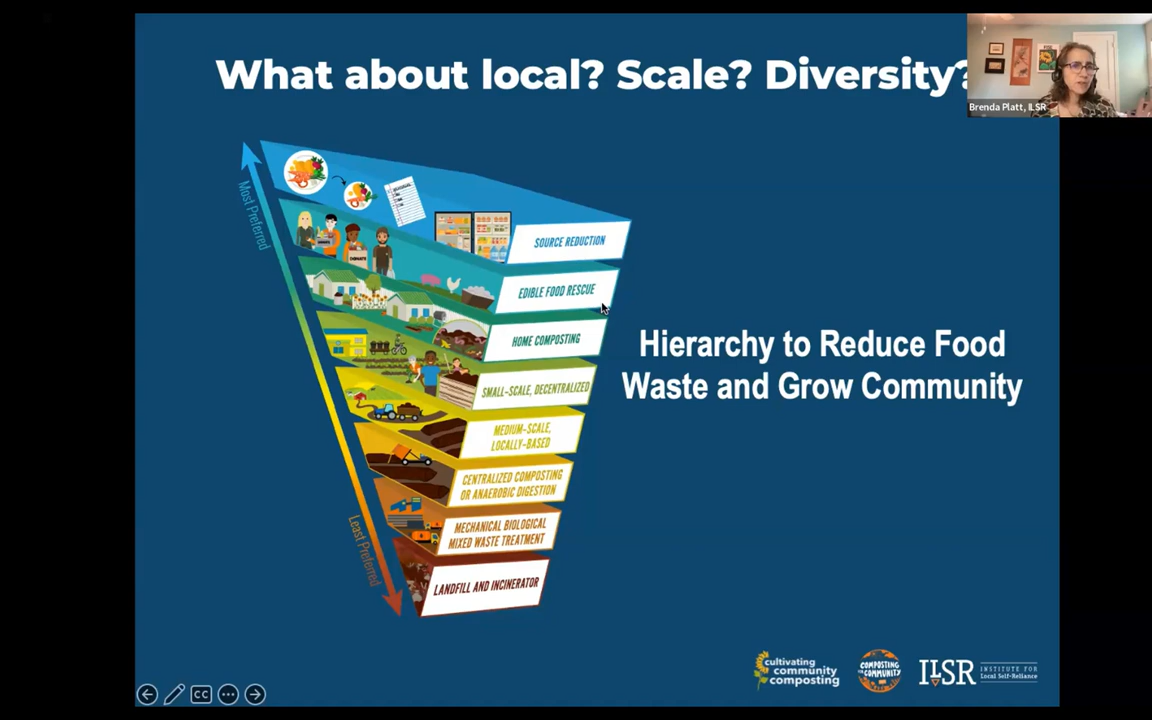 What about local? Scale? Diversity?
Brenda Platt, ILSR
Most Preferred
DONATE
SOURCE REDUCTION
EDIBLE FOOD RESCUE
HOME COMPOSTING
SMALL-SCALE, DECENTRALIZED
MEDIUM-SCALE,
LOCALLY-BASED
CENTRALIZED COMPOSTING
OR ANAEROBIC DIGESTION
MECHANICAL BIOLOGICAL
MIXED WASTE TREATMENT
LANDFILL AND INCINERATOR
Least Preferred
Hierarchy to Reduce Food
Waste and Grow Community
cultivating
community
composting
COMPOSTING
COMMUNITY
ILSR
INSTITUTE FOR
Local Self-Reliance
CC